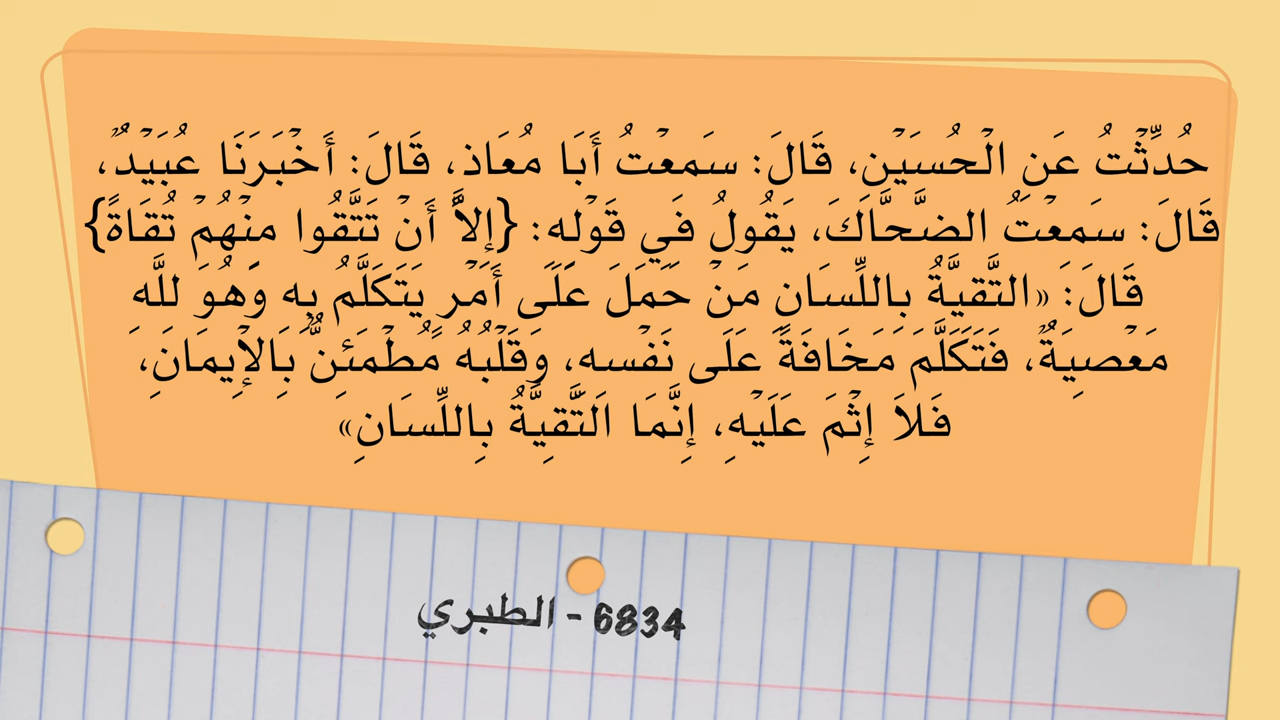 حُدِّثْتُ عَنِ الْحُسَيْنِ، قَالَ: سَمِعْتُ أَبَا مُعَاذٍ، قَالَ: أَخْبَرَنَا عُبَيْدٌ،
قَالَ: سَمِعْتُ الضَّحَّاكَ، يَقُولُ فِي قَوْلِهِ: {إِلاَّ أَنْ تَتَّقُوا مِنْهُمْ تُقَاةً}
قَالَ: «التَّقِيَّةُ بِاللِّسَانِ مَنْ حُمِلَ عَلَى أَمْرٍ يَتَكَلَّمُ بِهِ وَهُوَ لِلَّهِ
مَعْصِيَةٌ، فَتَكَلَّمَ مَخَافَةً عَلَى نَفْسِهِ، وَقَلْبُهُ مُطْمَئِنٌّ بِالإِيمَانِ،
فَلاَ إِثْمَ عَلَيْهِ، إِنَّمَا التَّقِيَّةُ بِاللِّسَانِ»
6834 - الطبري